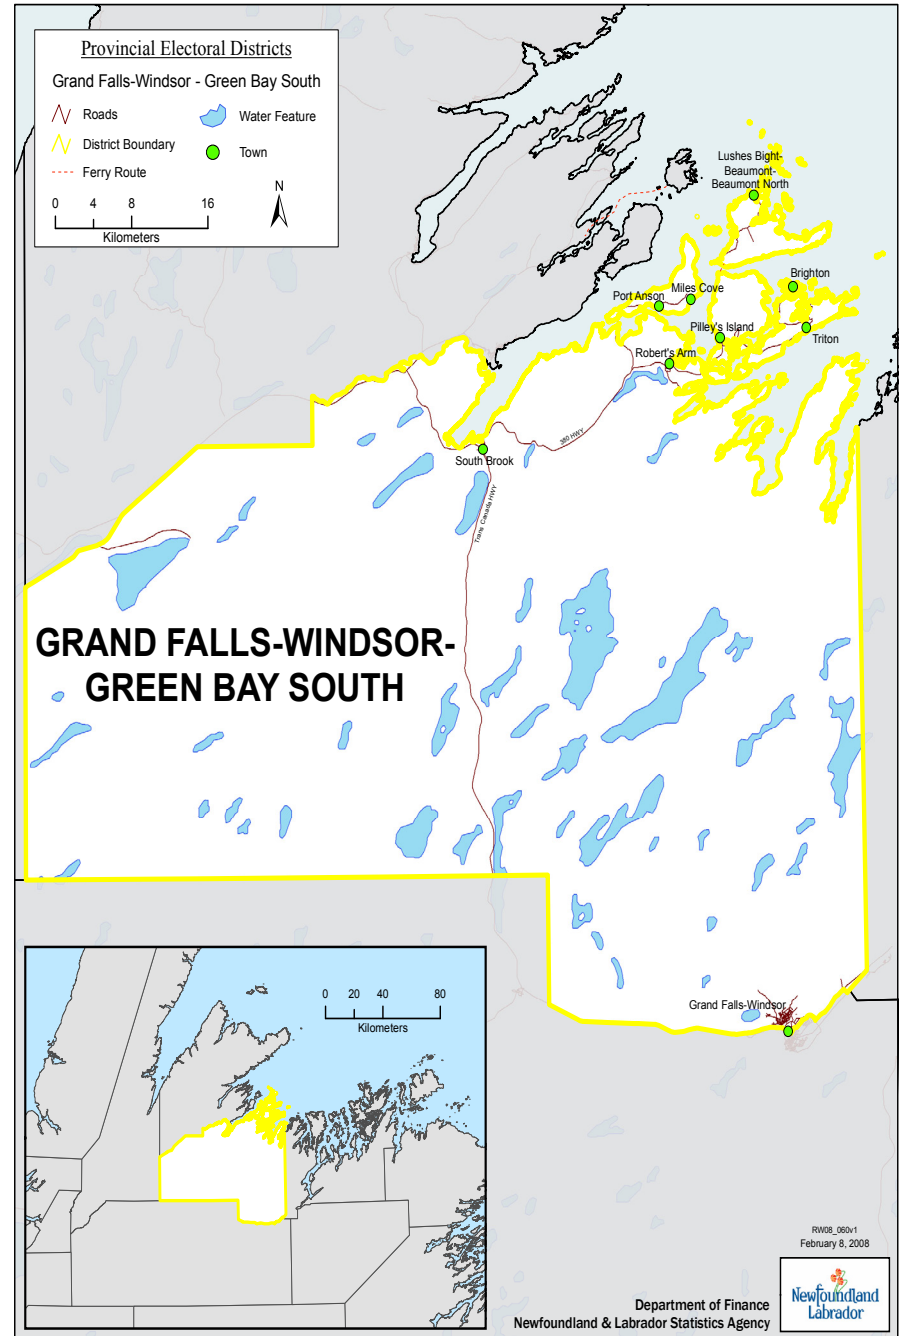 Provincial Electoral Districts
Grand Falls-Windsor - Green Bay South
Roads
Water Feature
District Boundary
Town
Ferry Route
0 4 8 16
Kilometers
N
Lushes Bight-
Beaumont-
Beaumont North
Brighton
Miles Cove
Port Anson
Pilley's Island
Triton
Robert's Arm
380 HWY
South Brook
Trans Canada HWY
GRAND FALLS-WINDSOR-
GREEN BAY SOUTH
Grand Falls-Windsor
0 20 40 80
Kilometers
RW08_060v1
February 8, 2008
Department of Finance
Newfoundland & Labrador Statistics Agency
Newfoundland
Labrador